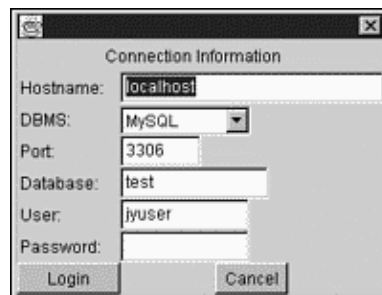 Connection Information
Hostname: localhost
DBMS: MySQL
Port: 3306
Database: test
User: jyuser
Password:
Login Cancel